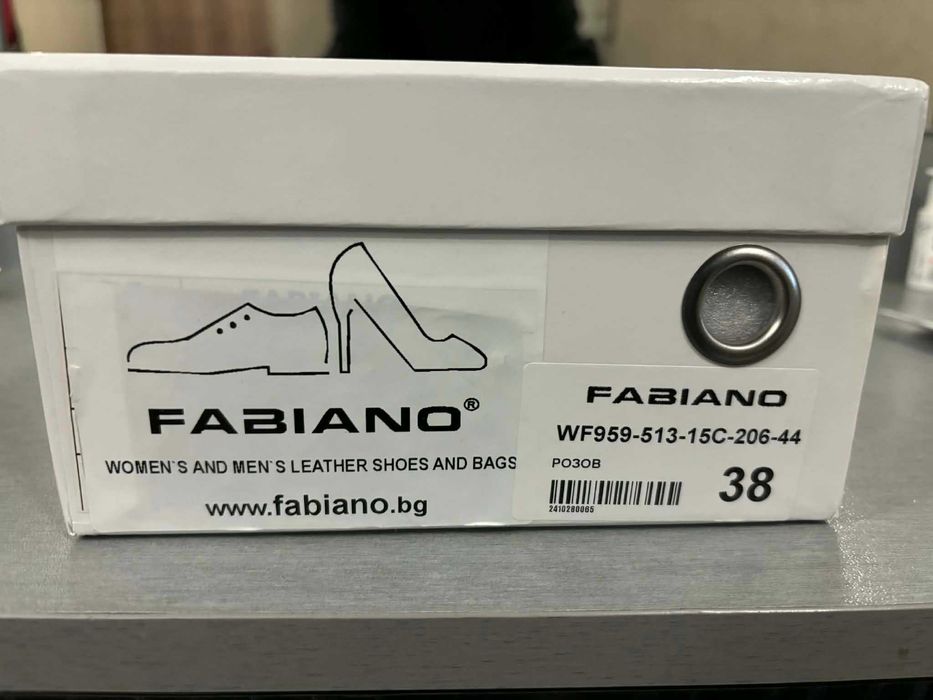 FABIANO
FABIANO®
WOMEN`S AND MEN`S LEATHER SHOES AND BAGS
www.fabiano.bg
FABIANO
WF959-513-15C-206-44
РОЗОВ
38
2410280065